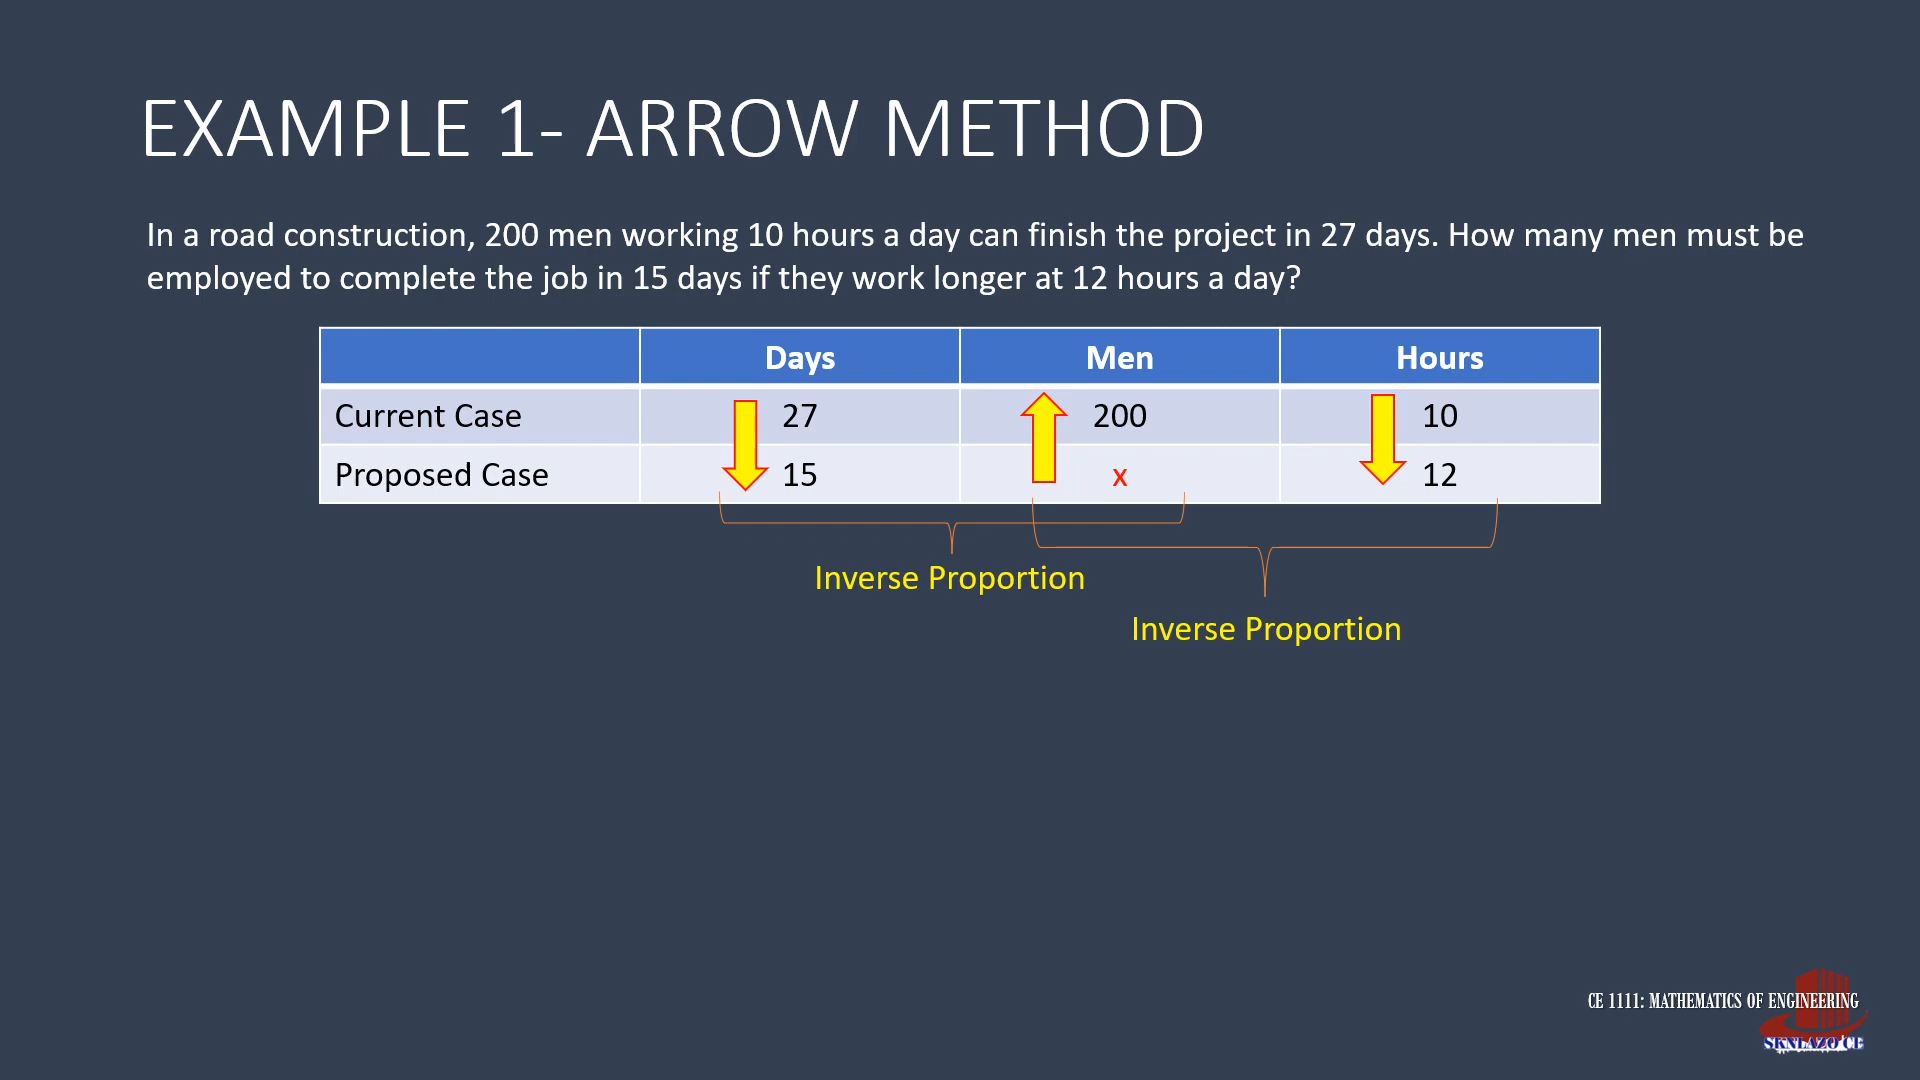 EXAMPLE 1- ARROW METHOD
In a road construction, 200 men working 10 hours a day can finish the project in 27 days. How many men must be
employed to complete the job in 15 days if they work longer at 12 hours a day?
Days Men Hours
Current Case 27 200 10
Proposed Case 15 x 12
Inverse Proportion
Inverse Proportion
CE 1111: MATHEMATICS OF ENGINEERING
SKNLAZO CE